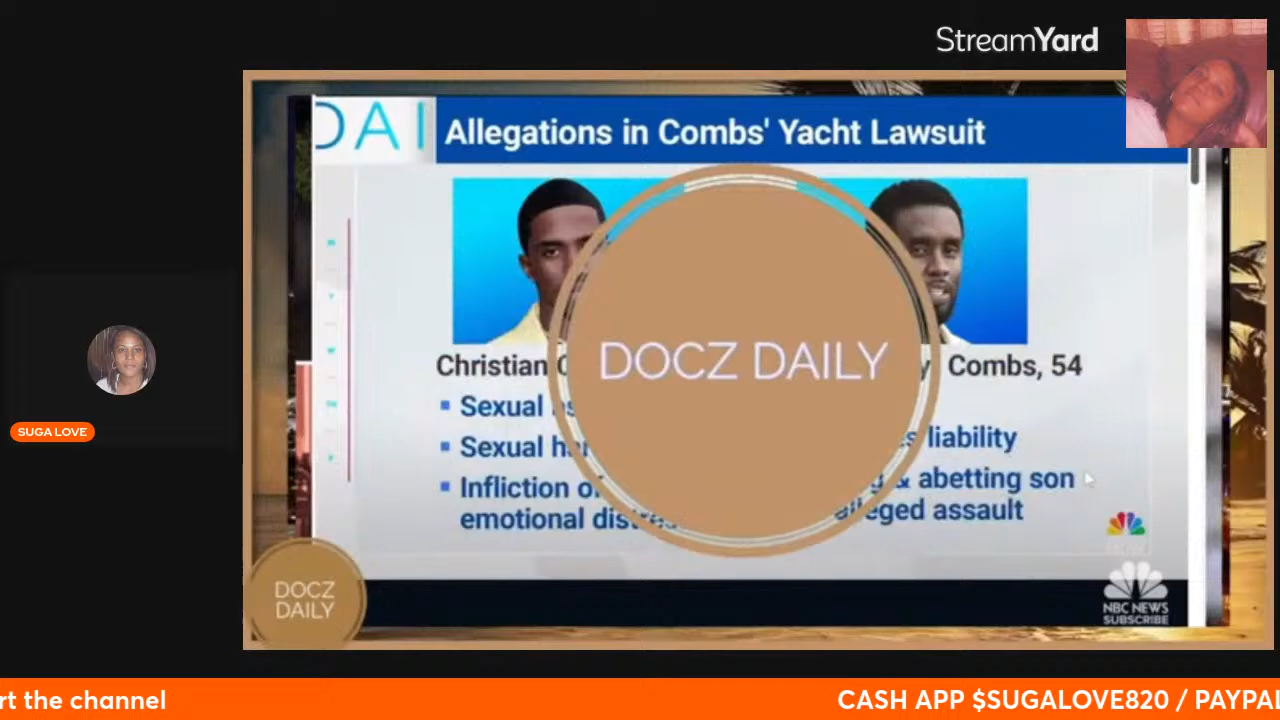 StreamYard
DAI
Allegations in Combs' Yacht Lawsuit
Christian
Combs, 54
DOCZ DAILY
Sexual
Sexual
liability
Infliction
& abetting son
emotional
alleged assault
NBC NEWS
SUBSCRIBE
SUGA LOVE
DOCZ
DAILY
rt the channel
CASH APP $SUGALOVE820 / PAYPAL